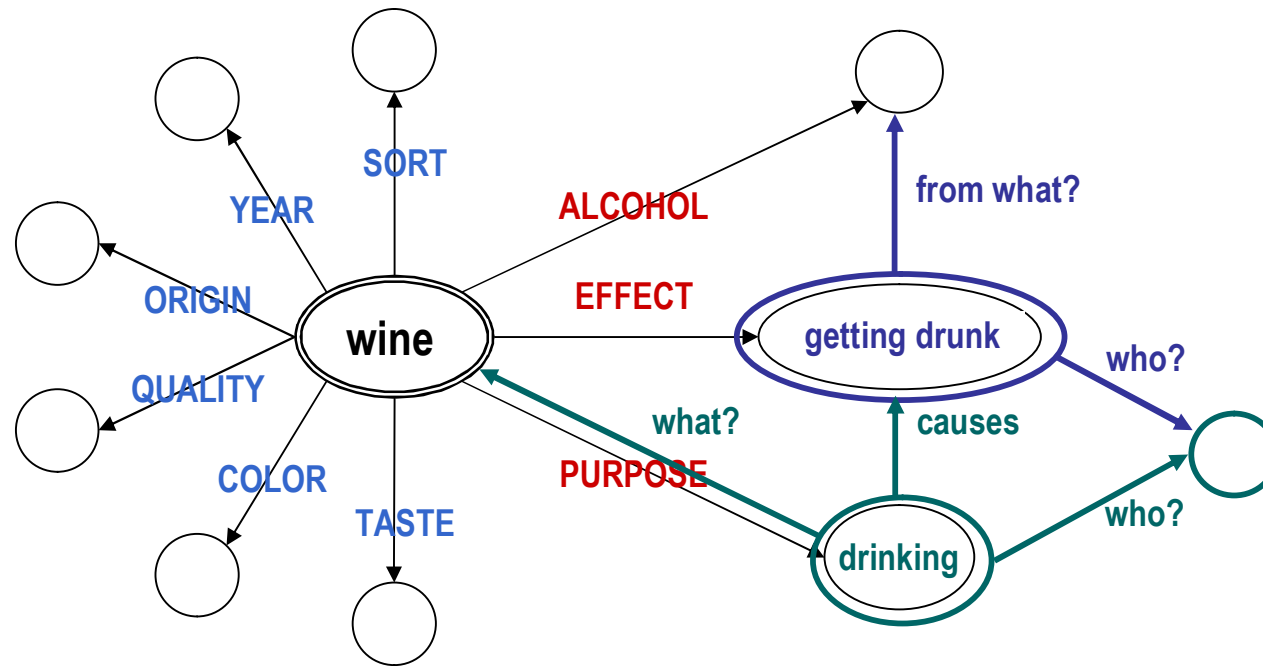 SORT
ALCOHOL
from what?
YEAR
ORIGIN
EFFECT
wine
getting drunk
who?
QUALITY
what?
causes
COLOR
PURPOSE
TASTE
who?
drinking